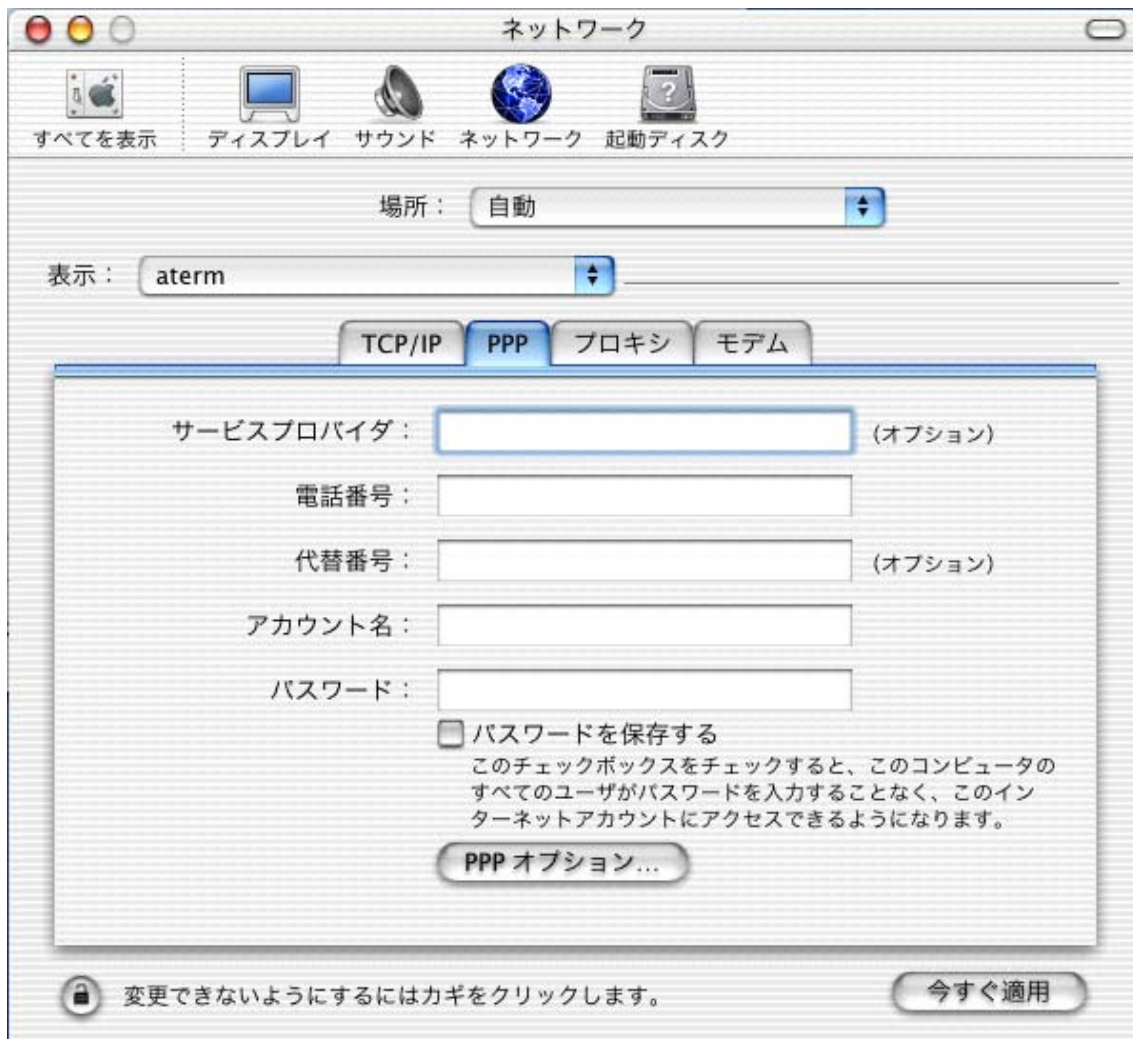 ネットワーク
すべてを表示 ディスプレイ サウンド ネットワーク 起動ディスク
場所： 自動
表示： aterm
TCP/IP PPP プロキシ モデム
サービスプロバイダ： (オプション)
電話番号：
代替番号： (オプション)
アカウント名：
パスワード：
パスワードを保存する
このチェックボックスをチェックすると、このコンピュータの
すべてのユーザがパスワードを入力することなく、このイン
ターネットアカウントにアクセスできるようになります。
PPP オプション...
変更できないようにするにはカギをクリックします。 今すぐ適用